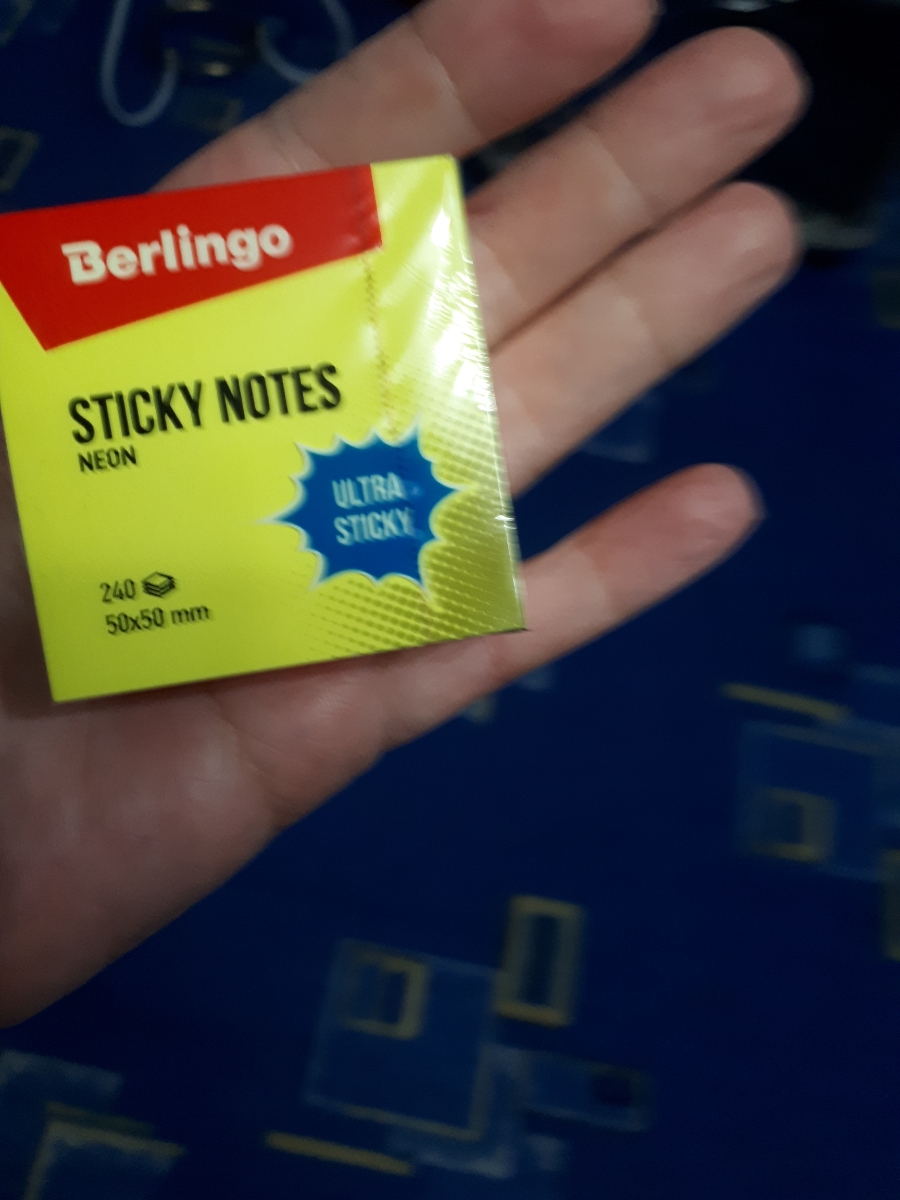 Berlingo
STICKY NOTES
NEON
ULTRA
STICKY
240
50x50 mm